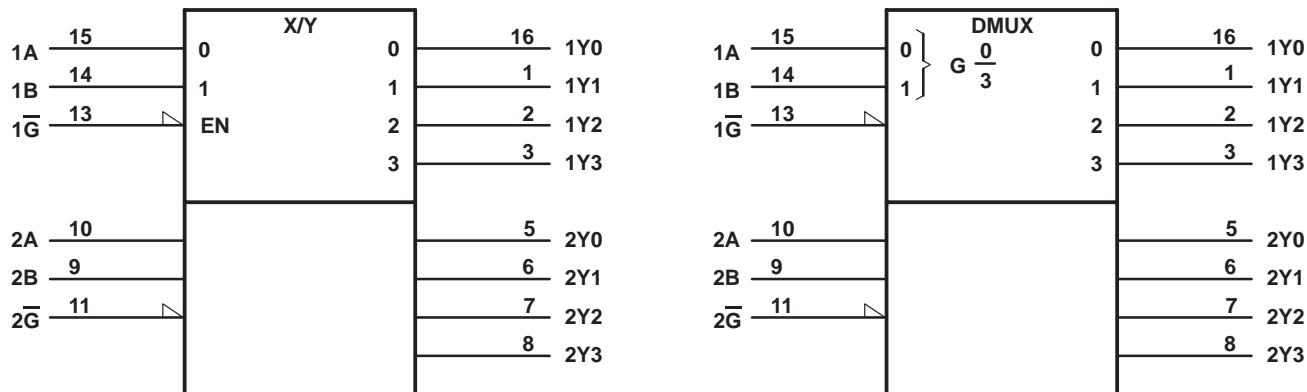 X/Y
1A 15 0 0 16 1Y0
1B 14 1 1 1 1Y1
1G̅ 13 EN 2 2 1Y2
3 3 1Y3
2A 10 5 2Y0
2B 9 6 2Y1
2G̅ 11 7 2Y2
8 2Y3
DMUX
1A 15 0 G 0/3 0 16 1Y0
1B 14 1 1 1 1Y1
1G̅ 13 2 2 1Y2
3 3 1Y3
2A 10 5 2Y0
2B 9 6 2Y1
2G̅ 11 7 2Y2
8 2Y3